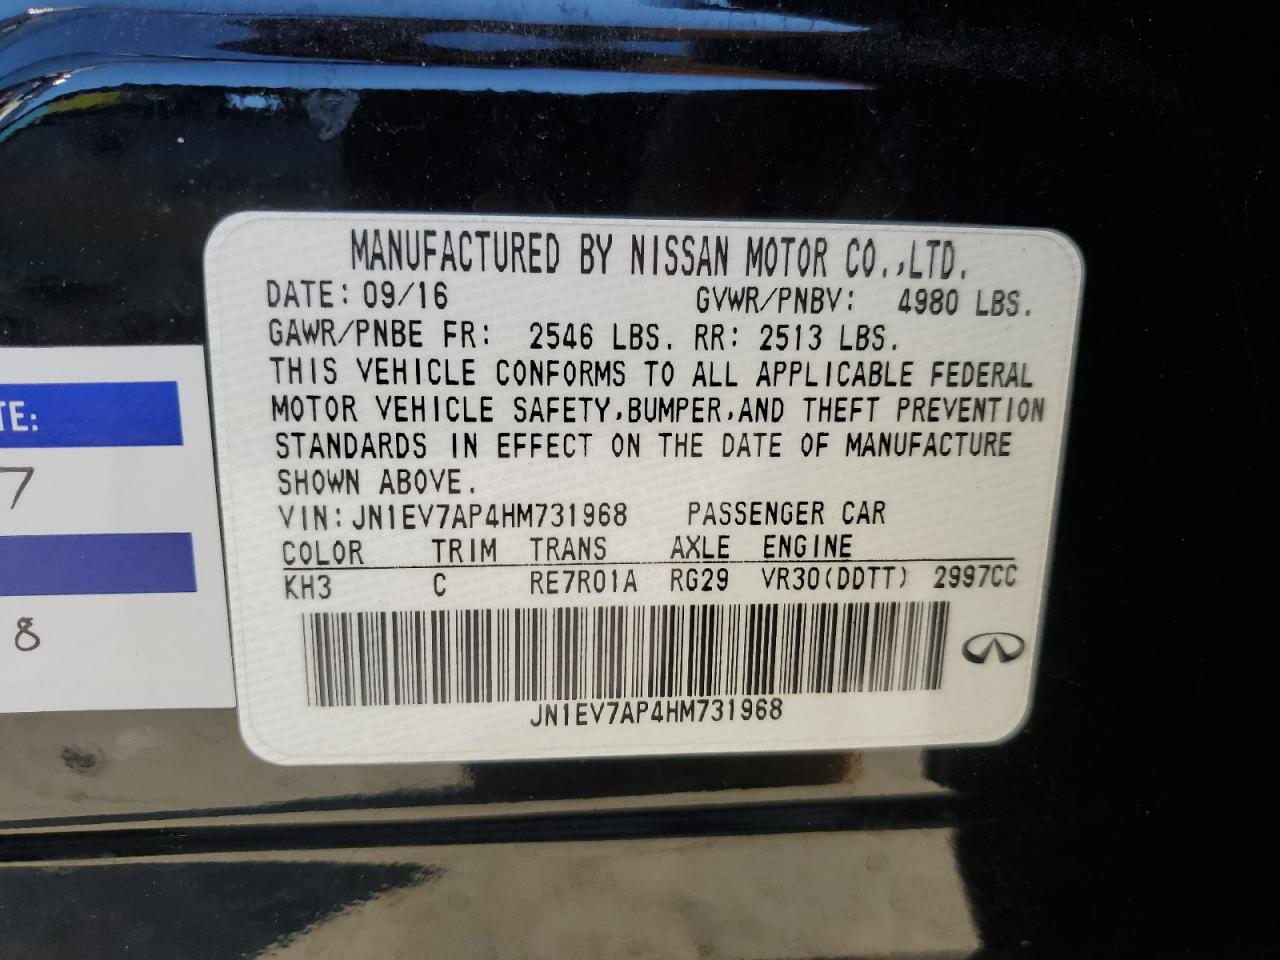 MANUFACTURED BY NISSAN MOTOR CO.,LTD.
DATE: 09/16 GVWR/PNBV: 4980 LBS.
GAWR/PNBE FR: 2546 LBS. RR: 2513 LBS.
THIS VEHICLE CONFORMS TO ALL APPLICABLE FEDERAL
MOTOR VEHICLE SAFETY,BUMPER,AND THEFT PREVENTION
STANDARDS IN EFFECT ON THE DATE OF MANUFACTURE
SHOWN ABOVE.
VIN: JN1EV7AP4HM731968 PASSENGER CAR
COLOR TRIM TRANS AXLE ENGINE
KH3 C RE7R01A RG29 VR30(DDTT) 2997CC
JN1EV7AP4HM731968
TE:
7
8